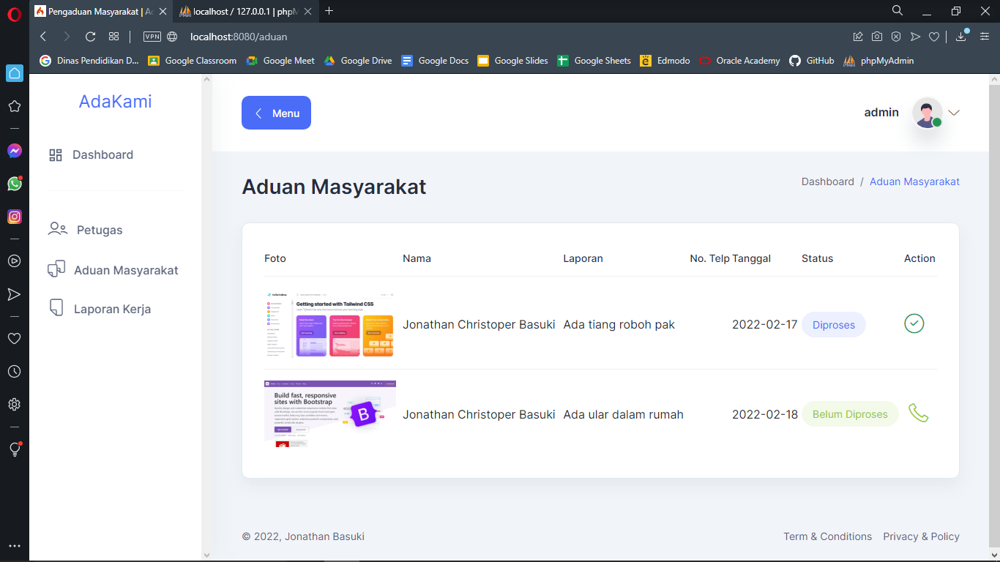 Pengaduan Masyarakat | Ac
localhost / 127.0.0.1 | phpM
VPN
localhost:8080/aduan
Dinas Pendidikan D...
Google Classroom
Google Meet
Google Drive
Google Docs
Google Slides
Google Sheets
Edmodo
Oracle Academy
GitHub
phpMyAdmin
AdaKami
Menu
admin
Dashboard
Petugas
Aduan Masyarakat
Laporan Kerja
Aduan Masyarakat
Dashboard / Aduan Masyarakat
Foto Nama Laporan No. Telp Tanggal Status Action
Getting started with Tailwind CSS
Jonathan Christoper Basuki Ada tiang roboh pak 2022-02-17 Diproses
Build fast, responsive
sites with Bootstrap
B
Jonathan Christoper Basuki Ada ular dalam rumah 2022-02-18 Belum Diproses
© 2022, Jonathan Basuki
Term & Conditions Privacy & Policy